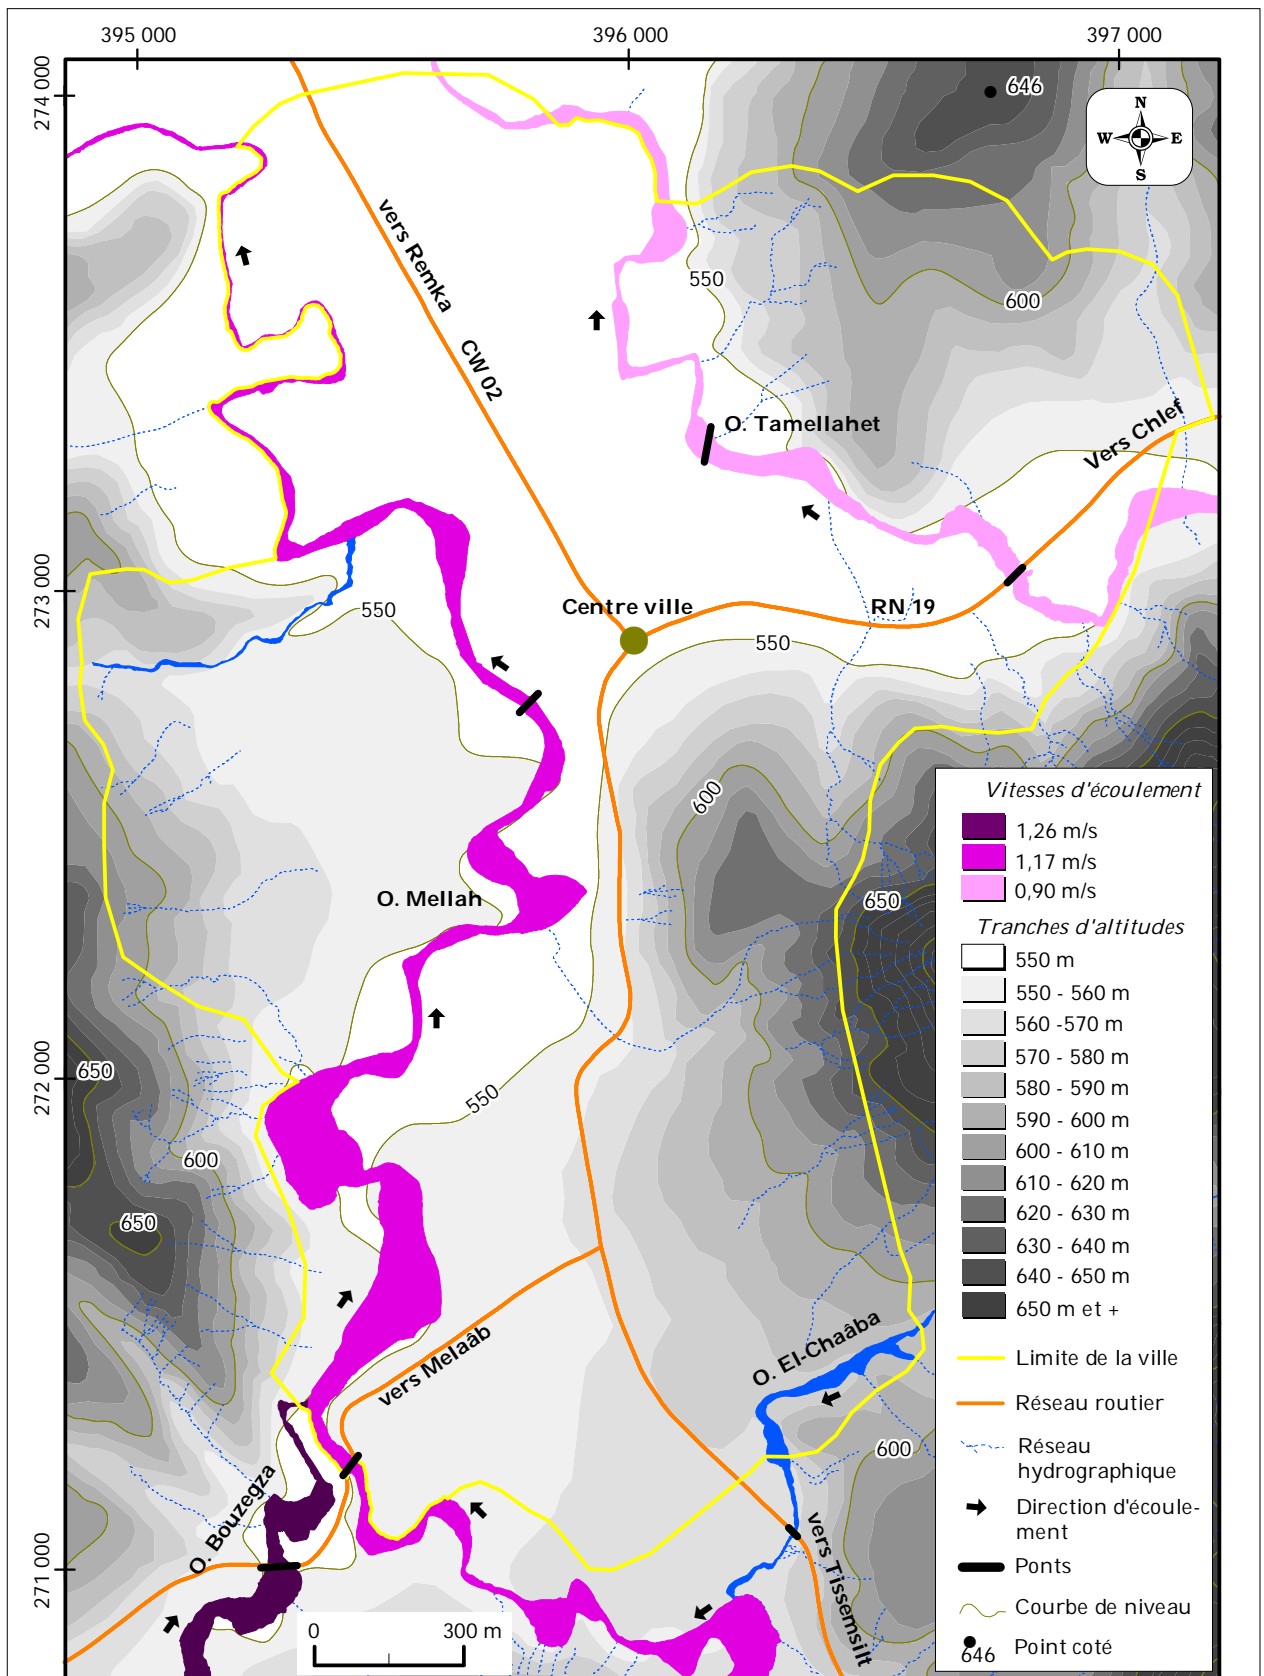 395 000
396 000
397 000
274 000
273 000
272 000
271 000
646
N
W
E
S
vers Remka
CW 02
550
600
O. Tamellahet
Vers Chlef
550
Centre ville
RN 19
550
600
650
O. Mellah
650
550
600
650
vers Melaâb
O. El-Chaâba
600
O. Bouzegza
vers Tissemsilt
0
300 m
Vitesses d'écoulement
1,26 m/s
1,17 m/s
0,90 m/s
Tranches d'altitudes
550 m
550 - 560 m
560 -570 m
570 - 580 m
580 - 590 m
590 - 600 m
600 - 610 m
610 - 620 m
620 - 630 m
630 - 640 m
640 - 650 m
650 m et +
Limite de la ville
Réseau routier
Réseau
hydrographique
Direction d'écoule-
ment
Ponts
Courbe de niveau
646
Point coté